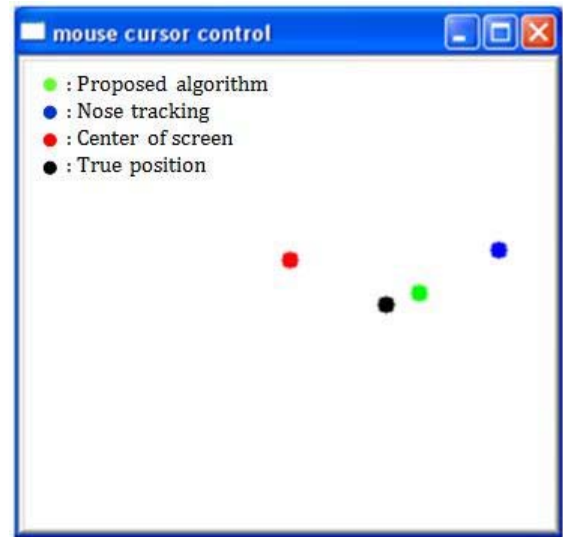 mouse cursor control
: Proposed algorithm
: Nose tracking
: Center of screen
: True position